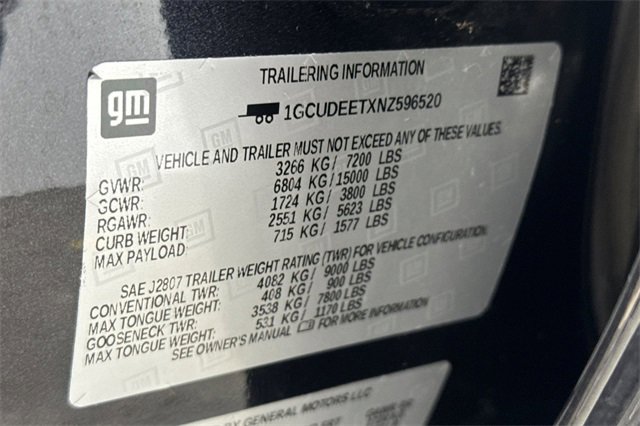 TRAILERING INFORMATION
gm
1GCUDEETXNZ596520
VEHICLE AND TRAILER MUST NOT EXCEED ANY OF THESE VALUES.
GVWR: 3266 KG/ 7200 LBS
GCWR: 6804 KG/15000 LBS
RGAWR: 1724 KG/ 3800 LBS
CURB WEIGHT: 2551 KG/ 5623 LBS
MAX PAYLOAD: 715 KG/ 1577 LBS
SAE J2807 TRAILER WEIGHT RATING (TWR) FOR VEHICLE CONFIGURATION.
CONVENTIONAL TWR: 4082 KG/ 9000 LBS
MAX TONGUE WEIGHT: 408 KG/ 900 LBS
GOOSENECK TWR: 3538 KG/ 7800 LBS
MAX TONGUE WEIGHT: 531 KG/ 1170 LBS
SEE OWNER'S MANUAL FOR MORE INFORMATION
BY GENERAL MOTORS LLC